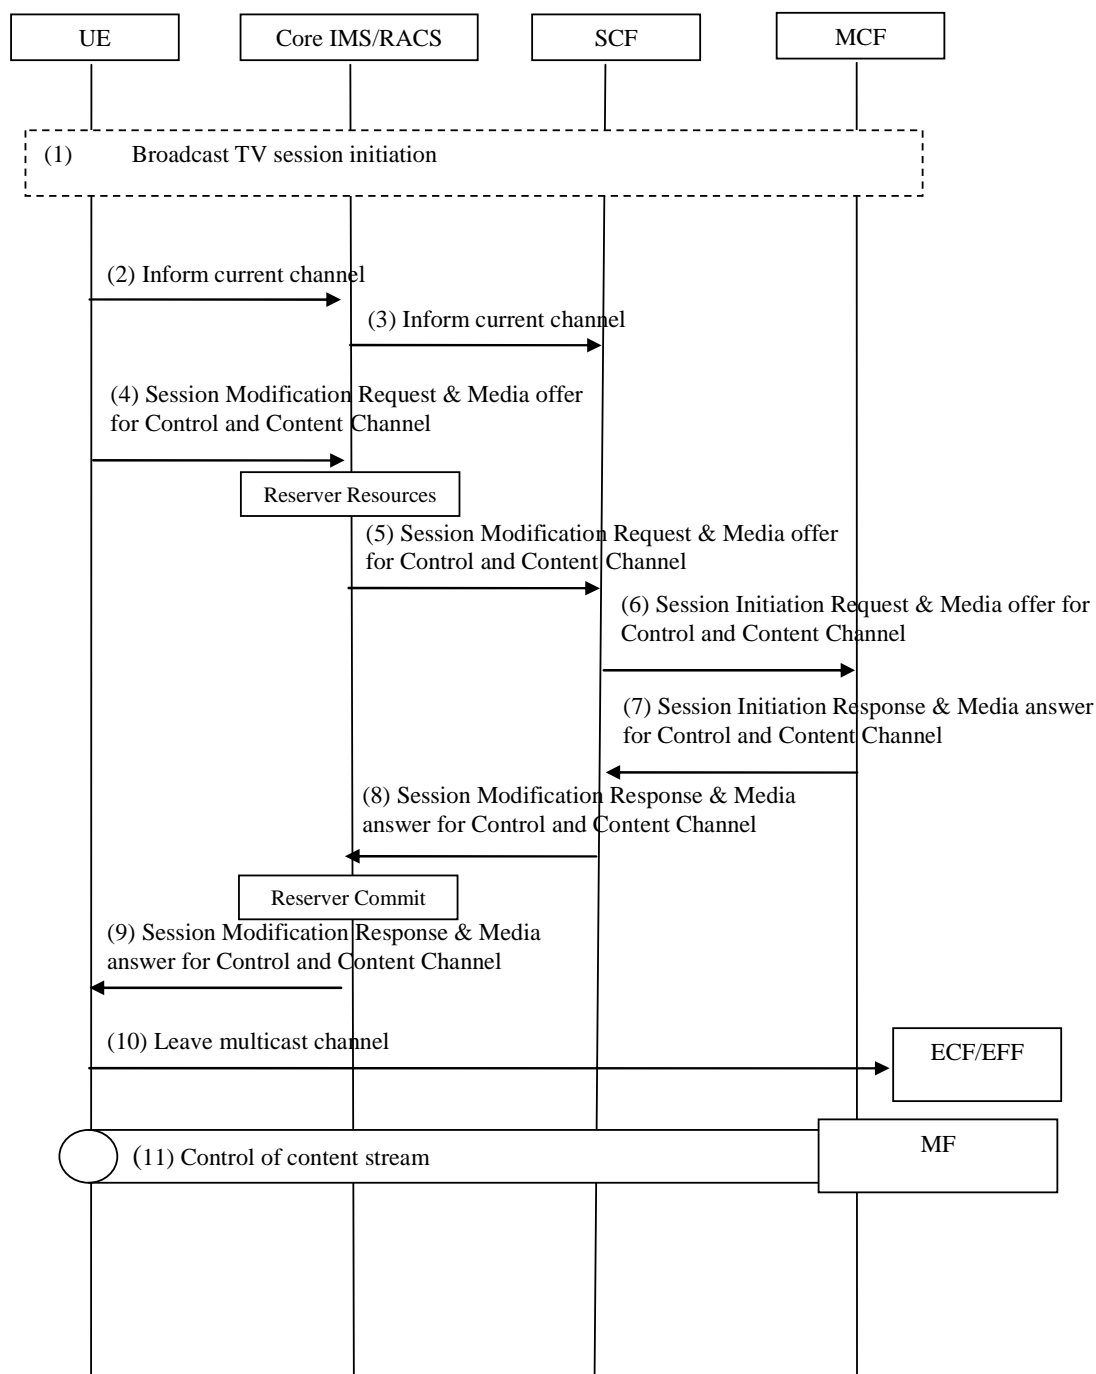 UE
Core IMS/RACS
SCF
MCF
(1) Broadcast TV session initiation
(2) Inform current channel
(3) Inform current channel
(4) Session Modification Request & Media offer
for Control and Content Channel
Reserver Resources
(5) Session Modification Request & Media offer
for Control and Content Channel
(6) Session Initiation Request & Media offer for
Control and Content Channel
(7) Session Initiation Response & Media answer
for Control and Content Channel
(8) Session Modification Response & Media
answer for Control and Content Channel
Reserver Commit
(9) Session Modification Response & Media
answer for Control and Content Channel
(10) Leave multicast channel
ECF/EFF
(11) Control of content stream
MF